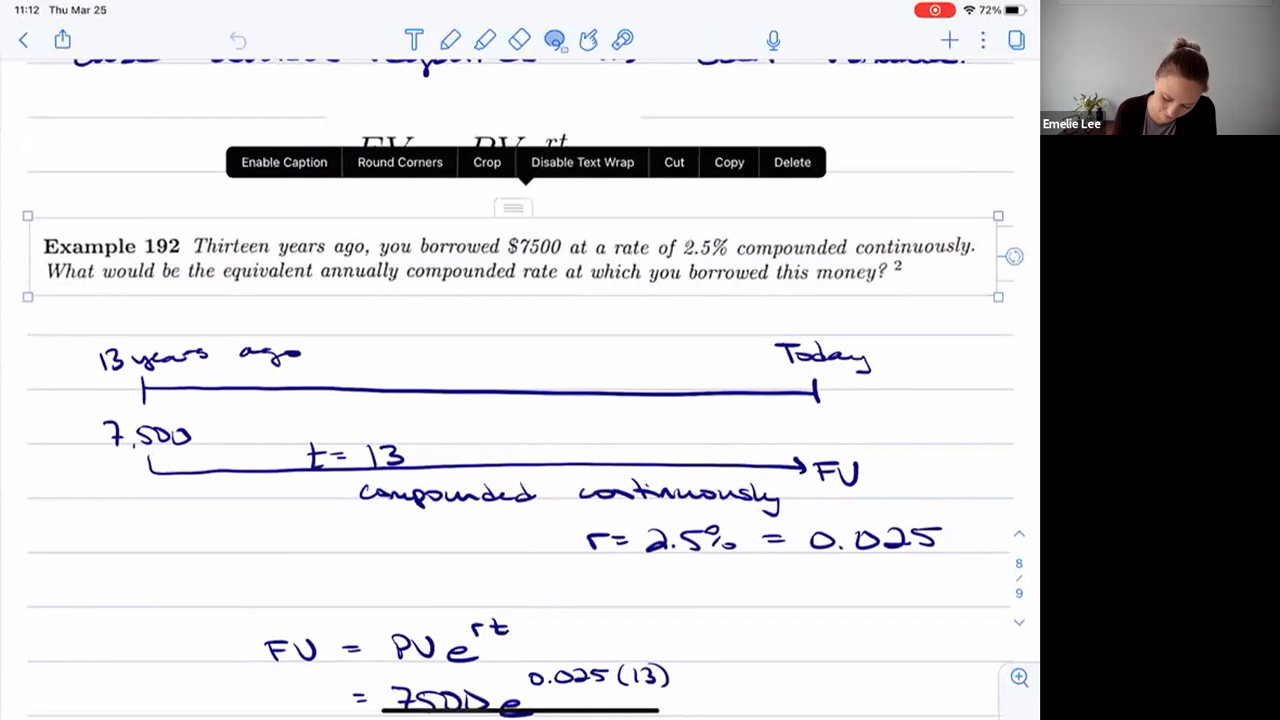 11:12 Thu Mar 25
72%
T
Emelie Lee
rt
Enable Caption Round Corners Crop Disable Text Wrap Cut Copy Delete
Example 192 Thirteen years ago, you borrowed $7500 at a rate of 2.5% compounded continuously.
What would be the equivalent annually compounded rate at which you borrowed this money? 2
13 years ago Today
7,500
t = 13
FV
compounded continuously
r = 2.5% = 0.025
8
/
9
FV = PV e^rt
= 7500 e^0.025(13)